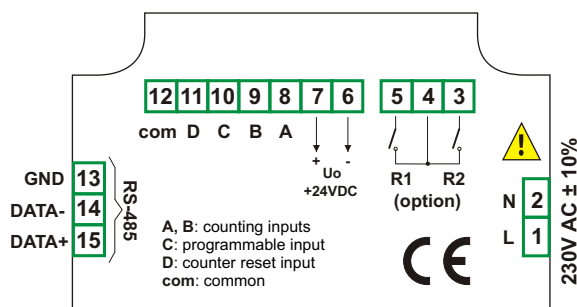 12 11 10 9 8 7 6 5 4 3
com D C B A
+ -
Uo
+24VDC
R1 R2
(option)
GND 13
DATA- 14
DATA+ 15
RS-485
A, B: counting inputs
C: programmable input
D: counter reset input
com: common
CE
!
N 2
L 1
230V AC ± 10%